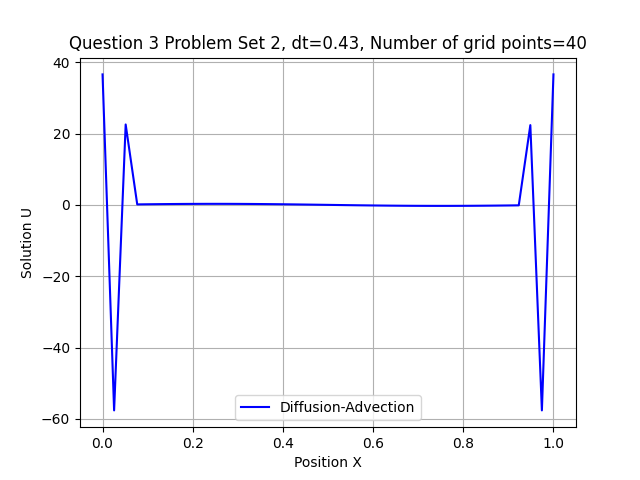 Question 3 Problem Set 2, dt=0.43, Number of grid points=40
40
20
0
−20
−40
−60
Solution U
Diffusion-Advection
0.0 0.2 0.4 0.6 0.8 1.0
Position X